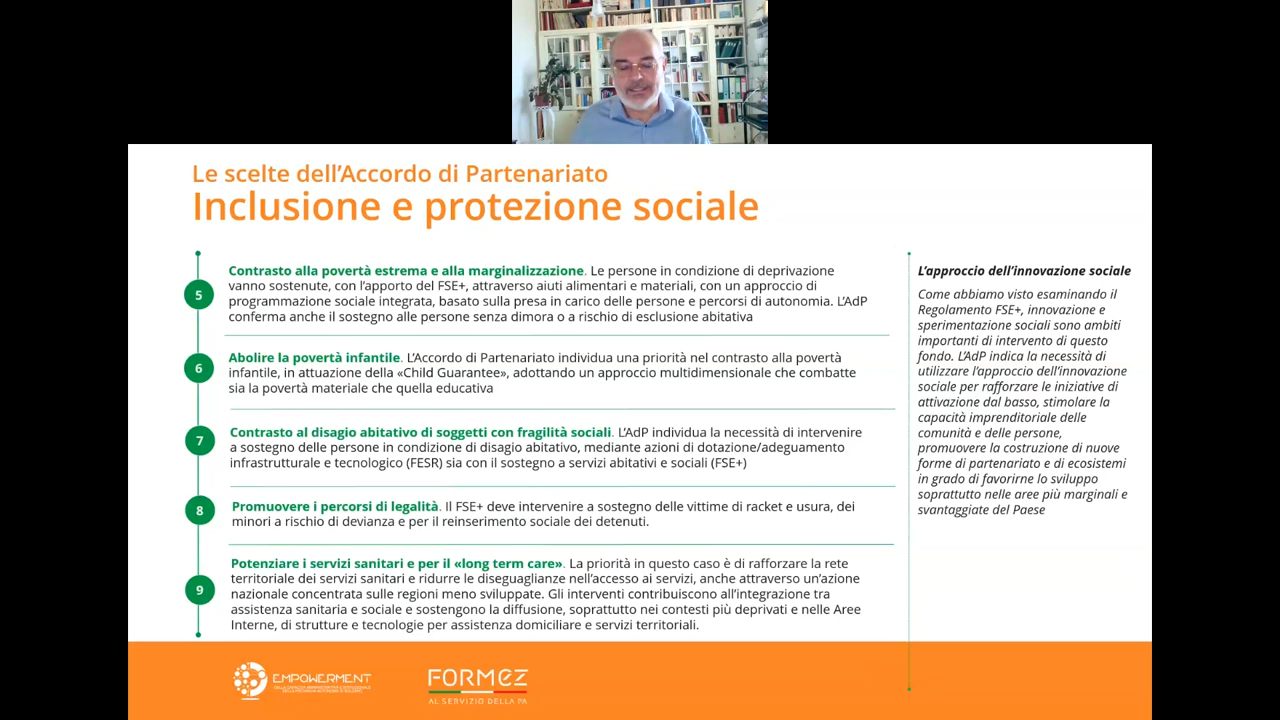 Le scelte dell'Accordo di Partenariato
Inclusione e protezione sociale
5
Contrasto alla povertà estrema e alla marginalizzazione. Le persone in condizione di deprivazione
vanno sostenute, con l'apporto del FSE+, attraverso aiuti alimentari e materiali, con un approccio di
programmazione sociale integrata, basato sulla presa in carico delle persone e percorsi di autonomia. L'AdP
conferma anche il sostegno alle persone senza dimora o a rischio di esclusione abitativa
6
Abolire la povertà infantile. L'Accordo di Partenariato individua una priorità nel contrasto alla povertà
infantile, in attuazione della «Child Guarantee», adottando un approccio multidimensionale che combatte
sia la povertà materiale che quella educativa
7
Contrasto al disagio abitativo di soggetti con fragilità sociali. L'AdP individua la necessità di intervenire
a sostegno delle persone in condizione di disagio abitativo, mediante azioni di dotazione/adeguamento
infrastrutturale e tecnologico (FESR) sia con il sostegno a servizi abitativi e sociali (FSE+)
8
Promuovere i percorsi di legalità. Il FSE+ deve intervenire a sostegno delle vittime di racket e usura, dei
minori a rischio di devianza e per il reinserimento sociale dei detenuti.
9
Potenziare i servizi sanitari e per il «long term care». La priorità in questo caso è di rafforzare la rete
territoriale dei servizi sanitari e ridurre le diseguaglianze nell'accesso ai servizi, anche attraverso un'azione
nazionale concentrata sulle regioni meno sviluppate. Gli interventi contribuiscono all'integrazione tra
assistenza sanitaria e sociale e sostengono la diffusione, soprattutto nei contesti più deprivati e nelle Aree
Interne, di strutture e tecnologie per assistenza domiciliare e servizi territoriali.
L'approccio dell'innovazione sociale
Come abbiamo visto esaminando il
Regolamento FSE+, innovazione e
sperimentazione sociali sono ambiti
importanti di intervento di questo
fondo. L'AdP indica la necessità di
utilizzare l'approccio dell'innovazione
sociale per rafforzare le iniziative di
attivazione dal basso, stimolare la
capacità imprenditoriale delle
comunità e delle persone,
promuovere la costruzione di nuove
forme di partenariato e di ecosistemi
in grado di favorirne lo sviluppo
soprattutto nelle aree più marginali e
svantaggiate del Paese
EMPOWERMENT
FORMEZ
AL SERVIZIO DELLA PA